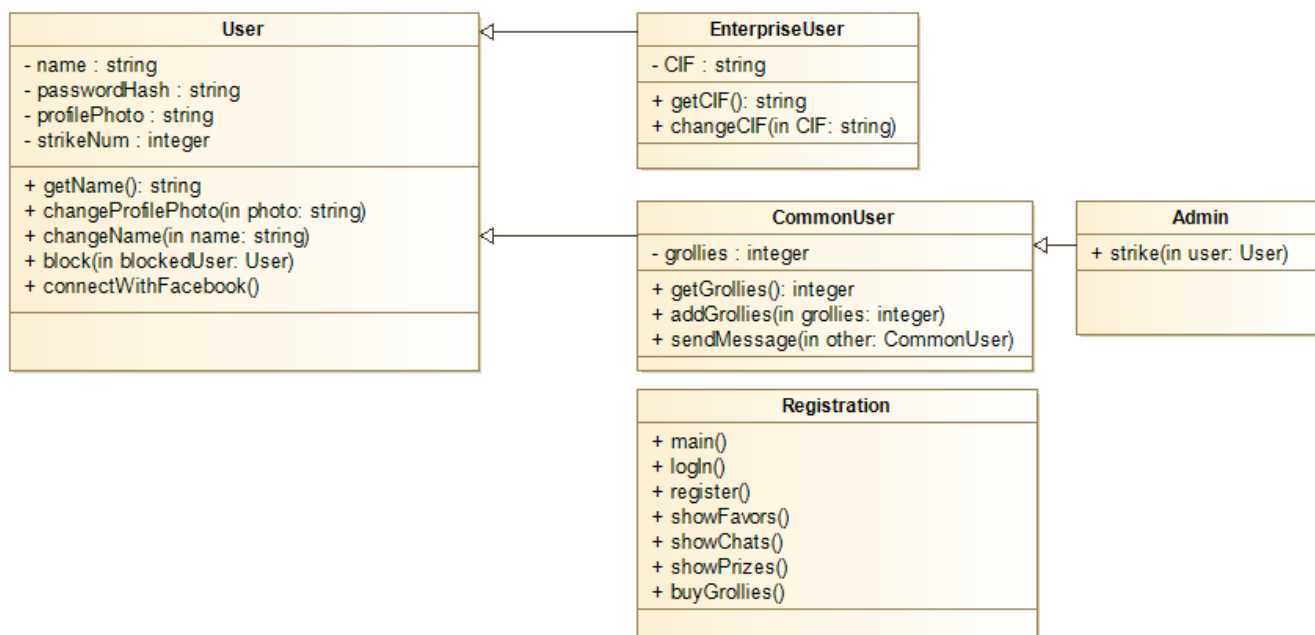 User
- name : string
- passwordHash : string
- profilePhoto : string
- strikeNum : integer
+ getName(): string
+ changeProfilePhoto(in photo: string)
+ changeName(in name: string)
+ block(in blockedUser: User)
+ connectWithFacebook()
EnterpriseUser
- CIF : string
+ getCIF(): string
+ changeCIF(in CIF: string)
CommonUser
- grollies : integer
+ getGrollies(): integer
+ addGrollies(in grollies: integer)
+ sendMessage(in other: CommonUser)
Admin
+ strike(in user: User)
Registration
+ main()
+ logIn()
+ register()
+ showFavors()
+ showChats()
+ showPrizes()
+ buyGrollies()